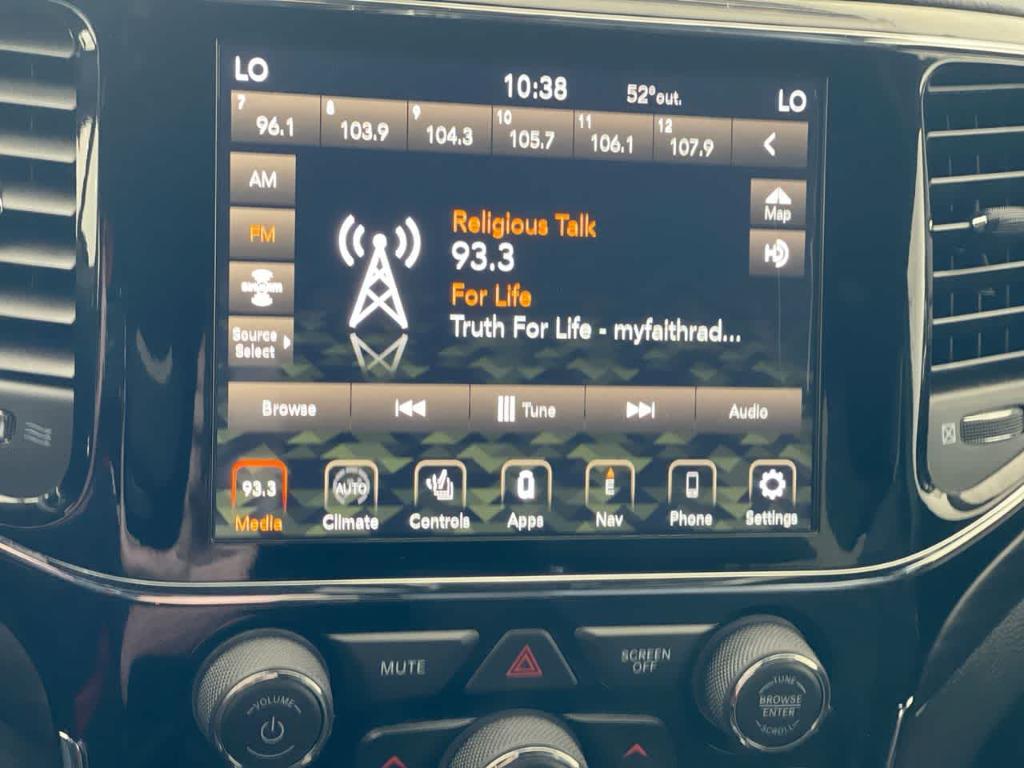 LO 10:38 52° out. LO
7 96.1 8 103.9 9 104.3 10 105.7 11 106.1 12 107.9
AM
FM
siriusxm
Source
Select
Religious Talk
93.3
For Life
Truth For Life - myfaithrad...
Map
HD
Browse Tune Audio
93.3 AUTO
Media Climate Controls Apps Nav Phone Settings
MUTE
SCREEN
OFF
VOLUME
TUNE
BROWSE
ENTER
SCROLL